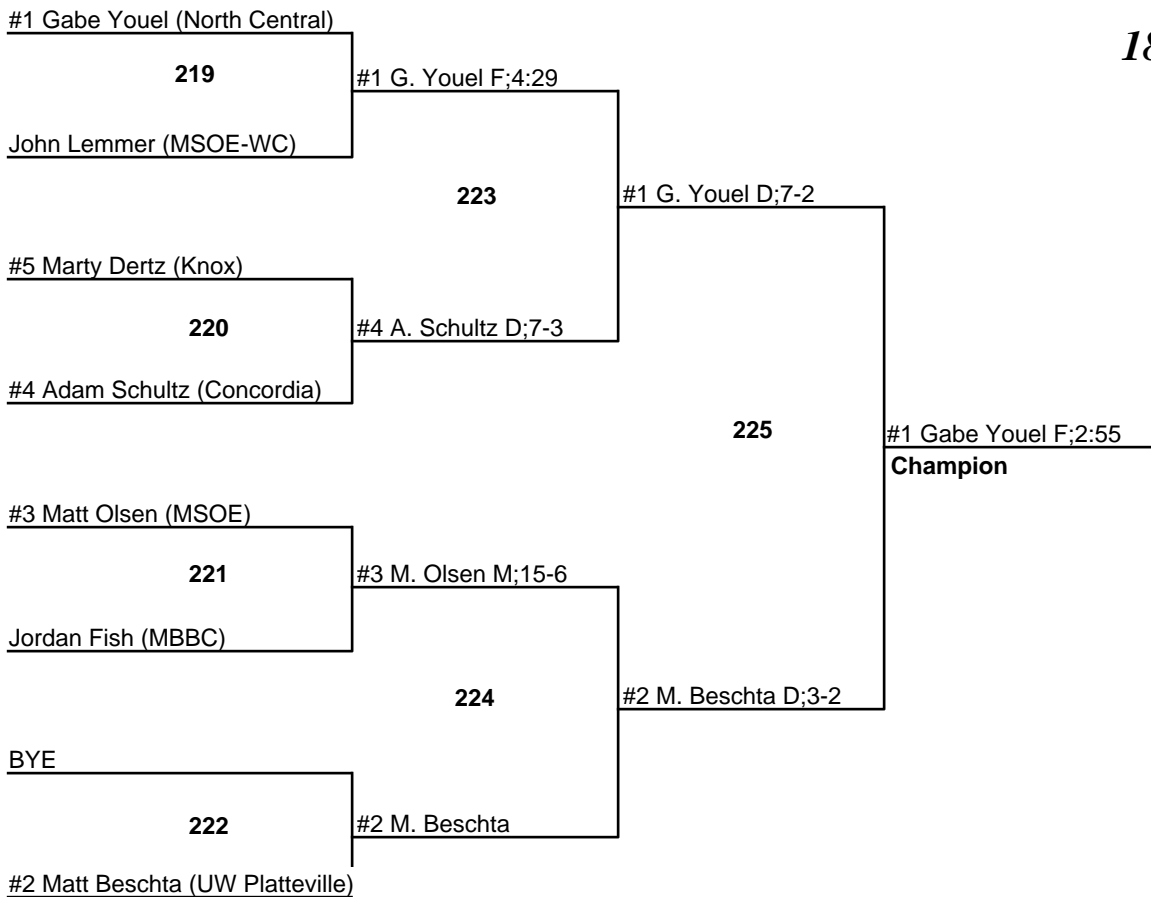 #1 Gabe Youel (North Central)
18
219
#1 G. Youel F;4:29
John Lemmer (MSOE-WC)
223
#1 G. Youel D;7-2
#5 Marty Dertz (Knox)
220
#4 A. Schultz D;7-3
#4 Adam Schultz (Concordia)
225
#1 Gabe Youel F;2:55
Champion
#3 Matt Olsen (MSOE)
221
#3 M. Olsen M;15-6
Jordan Fish (MBBC)
224
#2 M. Beschta D;3-2
BYE
222
#2 M. Beschta
#2 Matt Beschta (UW Platteville)